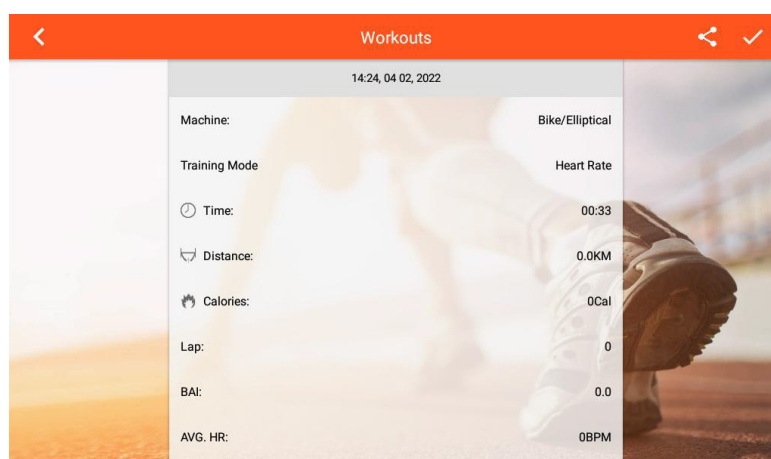 Workouts
14:24, 04 02, 2022
Machine: Bike/Elliptical
Training Mode Heart Rate
Time: 00:33
Distance: 0.0KM
Calories: 0Cal
Lap: 0
BAI: 0.0
AVG. HR: 0BPM